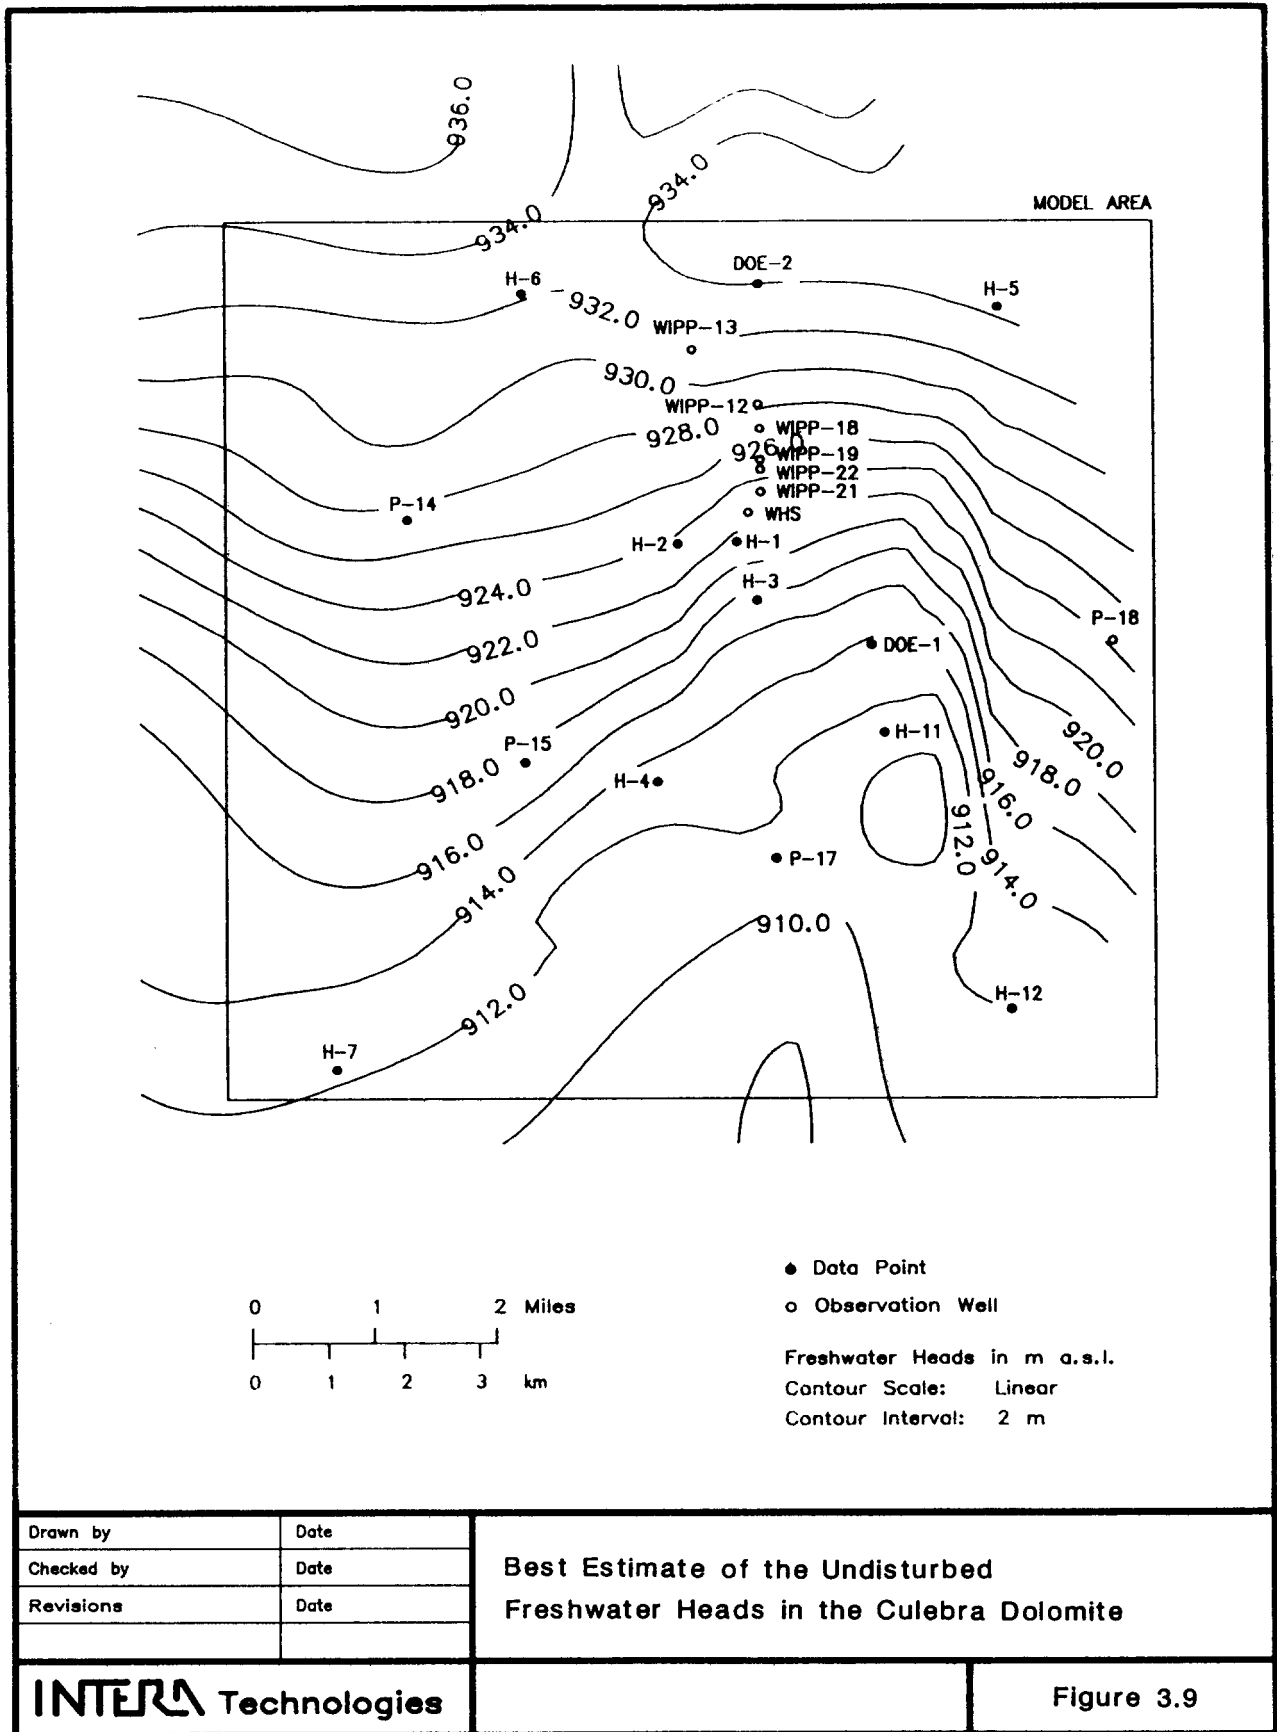 936.0
934.0
MODEL AREA
934.0
DOE-2
H-6
H-5
932.0
WIPP-13
930.0
WIPP-12
928.0
WIPP-18
926.0
WIPP-19
WIPP-22
WIPP-21
P-14
WHS
H-2
H-1
H-3
924.0
P-18
922.0
DOE-1
920.0
H-11
920.0
P-15
918.0
918.0
H-4
916.0
912.0
916.0
P-17
914.0
914.0
910.0
H-12
912.0
H-7
0 1 2 Miles
0 1 2 3 km
Data Point
Observation Well
Freshwater Heads in m a.s.l.
Contour Scale: Linear
Contour Interval: 2 m
Drawn by Date
Checked by Date
Revisions Date
Best Estimate of the Undisturbed
Freshwater Heads in the Culebra Dolomite
INTERA Technologies
Figure 3.9